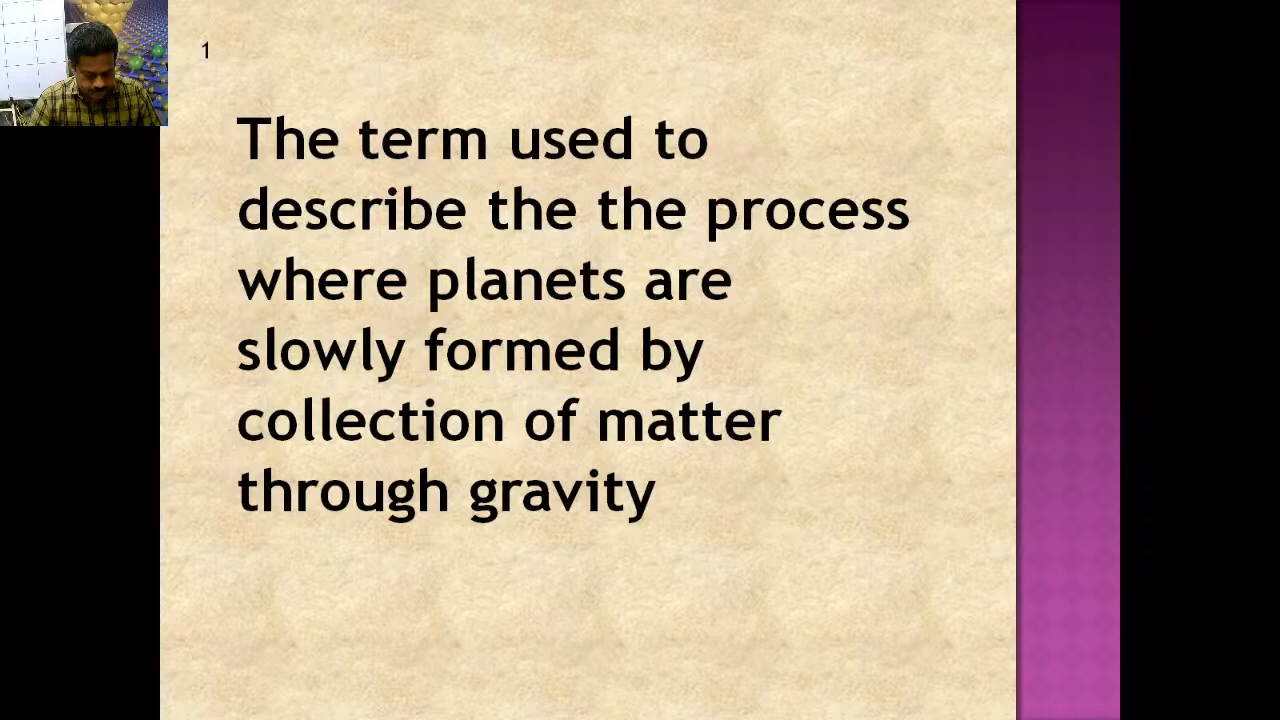 1
The term used to
describe the the process
where planets are
slowly formed by
collection of matter
through gravity